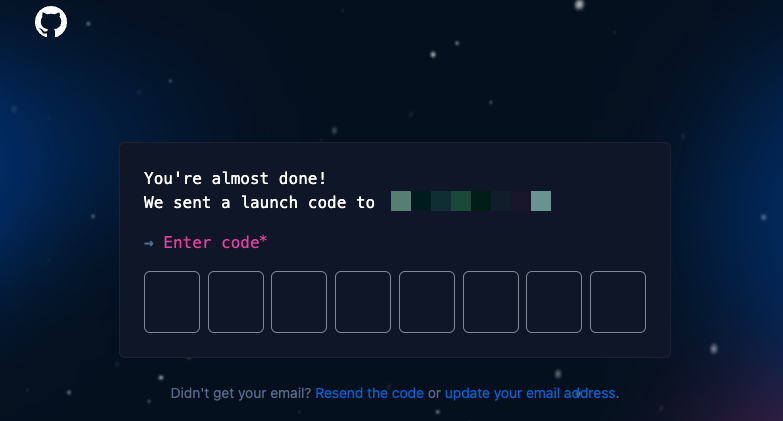 You're almost done!
We sent a launch code to
→ Enter code*
Didn't get your email? Resend the code or update your email address.